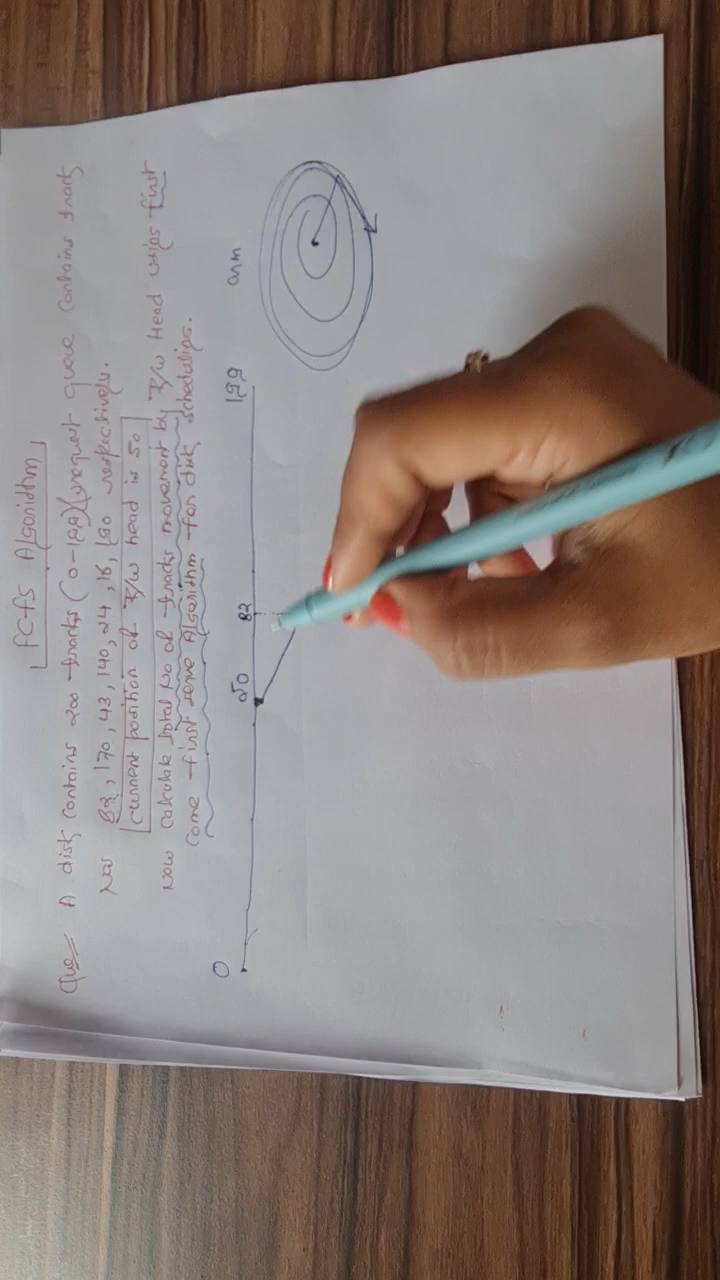 FCFS Algorithm
Que A disk contains 200 tracks (0-199) (request queue contains track
No. 82, 170, 43, 140, 24, 16, 190 respectively.
current position of R/W head is 50
Now calculate total No of tracks movement by R/W Head using first
come first serve Algorithm for disk scheduling.
0 50 82 199 arm